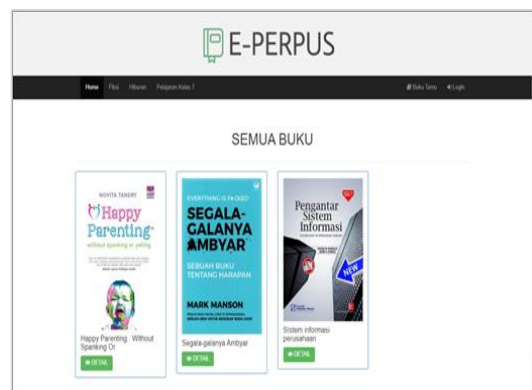 E-PERPUS
Home Fiksi Hiburan Pelajaran Kelas 7 Buku Tamu Login
SEMUA BUKU
NOVITA TANDRY
Happy
Parenting
without spanking or yelling
EVERYTHING IS F*CKED
SEGALA-
GALANYA
AMBYAR
SEBUAH BUKU
TENTANG HARAPAN
MARK MANSON
Pengantar
Sistem
Informasi
NEW
Happy Parenting : Without
Spanking Or
DETAIL
Segala-galanya Ambyar
DETAIL
Sistem informasi
perusahaan
DETAIL